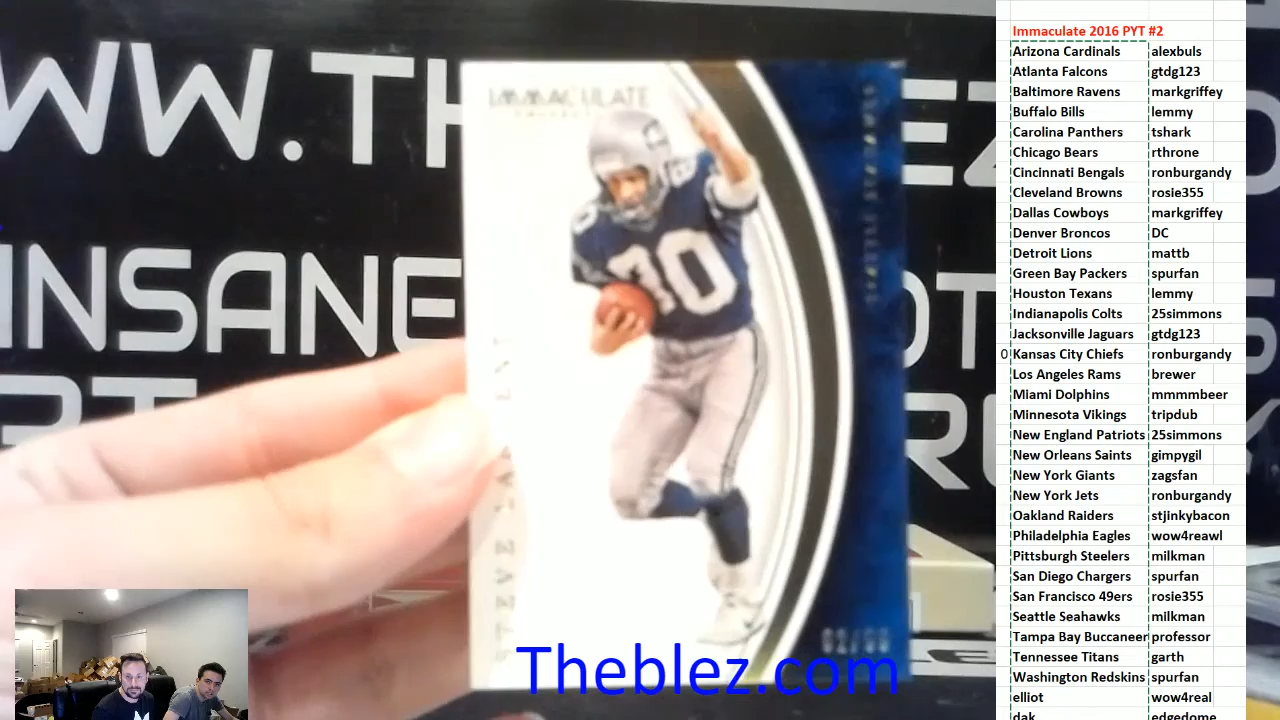 WW.TH
INSANE
IMMACULATE
80
Theblez.com
Immaculate 2016 PYT #2
Arizona Cardinals alexbuls
Atlanta Falcons gtdg123
Baltimore Ravens markgriffey
Buffalo Bills lemmy
Carolina Panthers tshark
Chicago Bears rthrone
Cincinnati Bengals ronburgandy
Cleveland Browns rosie355
Dallas Cowboys markgriffey
Denver Broncos DC
Detroit Lions mattb
Green Bay Packers spurfan
Houston Texans lemmy
Indianapolis Colts 25simmons
Jacksonville Jaguars gtdg123
0 Kansas City Chiefs ronburgandy
Los Angeles Rams brewer
Miami Dolphins mmmmbeer
Minnesota Vikings tripdub
New England Patriots 25simmons
New Orleans Saints gimpygil
New York Giants zagsfan
New York Jets ronburgandy
Oakland Raiders stjinkybacon
Philadelphia Eagles wow4reawl
Pittsburgh Steelers milkman
San Diego Chargers spurfan
San Francisco 49ers rosie355
Seattle Seahawks milkman
Tampa Bay Buccaneer professor
Tennessee Titans garth
Washington Redskins spurfan
elliot wow4real
dak edgedome